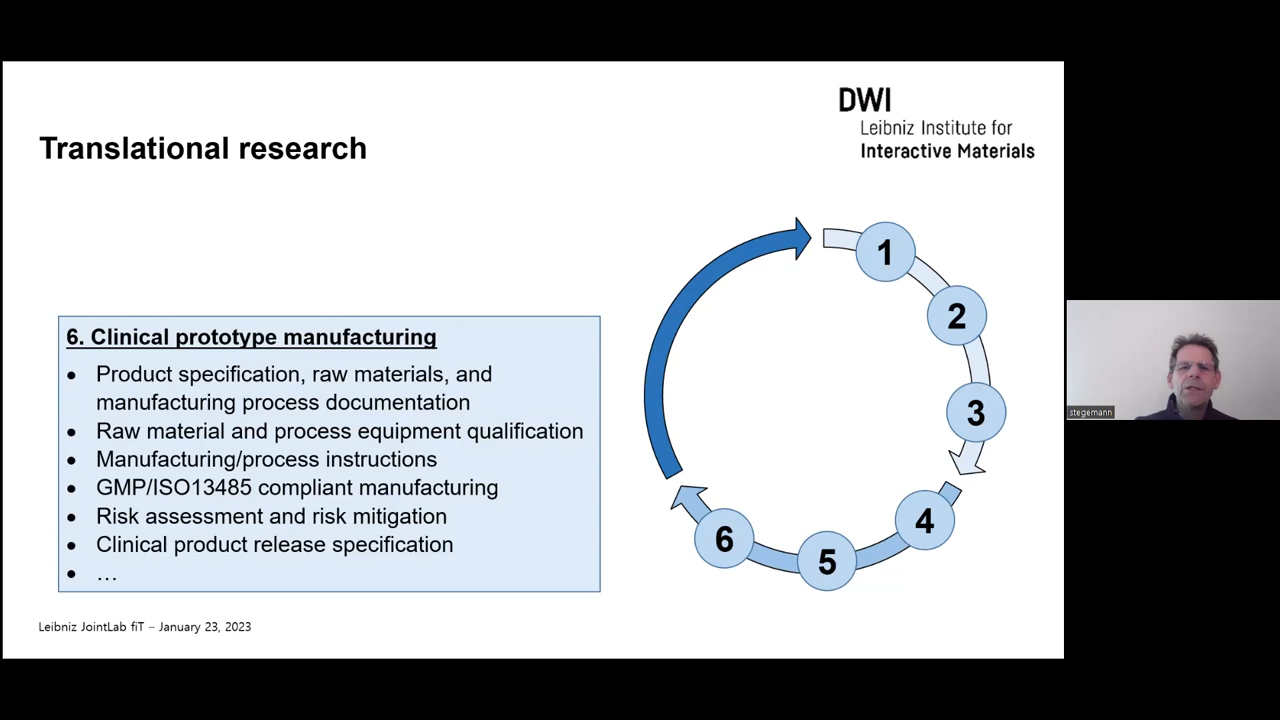 DWI
Leibniz Institute for
Interactive Materials
Translational research
6. Clinical prototype manufacturing
• Product specification, raw materials, and
manufacturing process documentation
• Raw material and process equipment qualification
• Manufacturing/process instructions
• GMP/ISO13485 compliant manufacturing
• Risk assessment and risk mitigation
• Clinical product release specification
• …
1
2
3
4
5
6
Leibniz JointLab fiT – January 23, 2023
stegemann